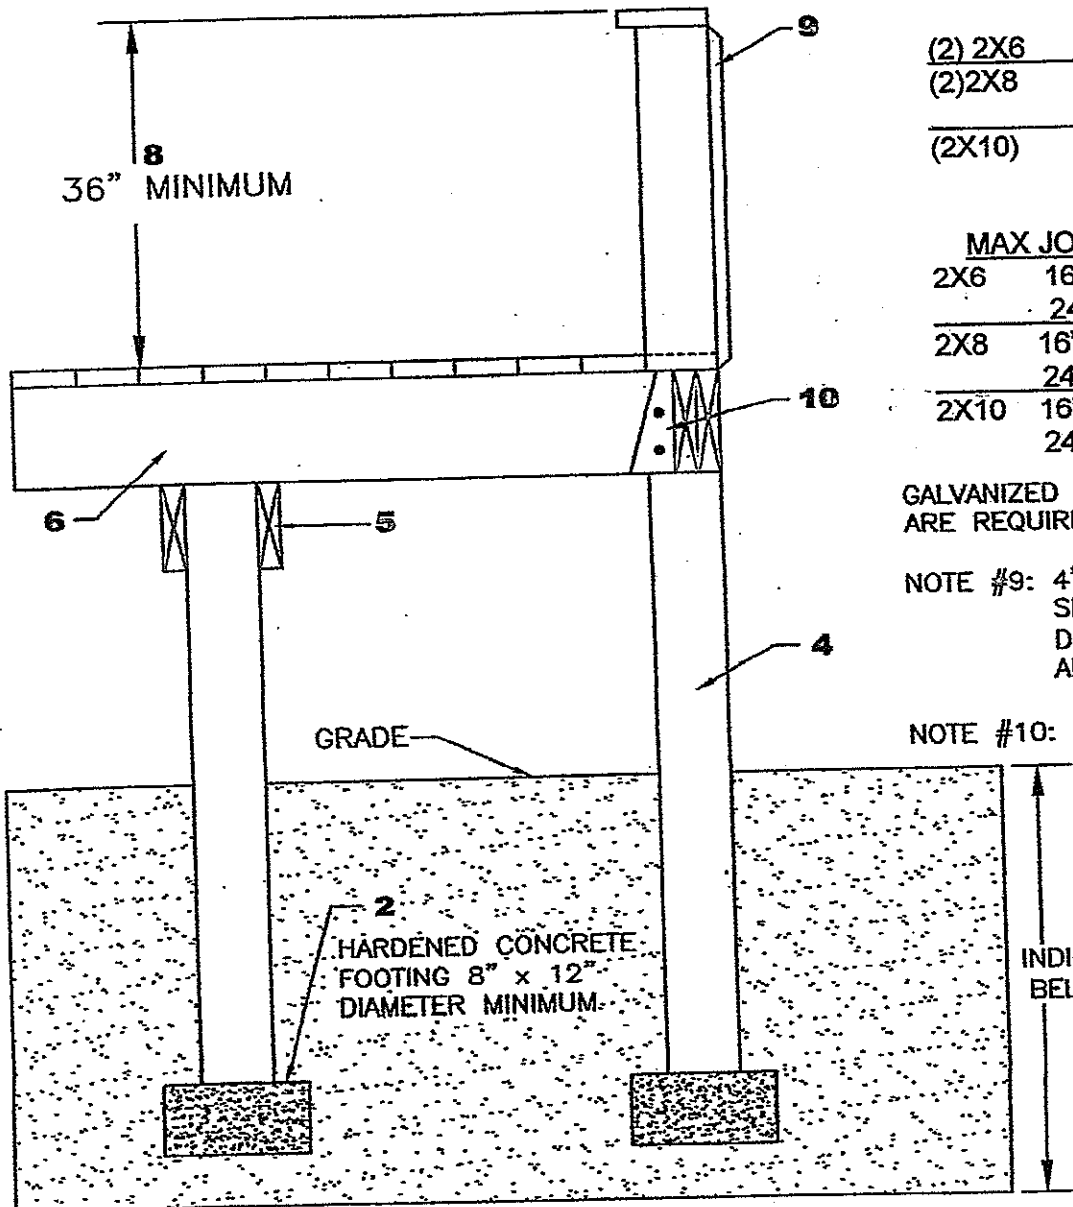 9
(2) 2X6
(2)2X8
(2X10)
8
36" MINIMUM
MAX JO
2X6 16
24
2X8 16"
24
2X10 16"
24
10
6
5
GALVANIZED
ARE REQUIRE
NOTE #9: 4"
4
GRADE
NOTE #10:
2
HARDENED CONCRETE
FOOTING 8" x 12"
DIAMETER MINIMUM
INDI
BEL